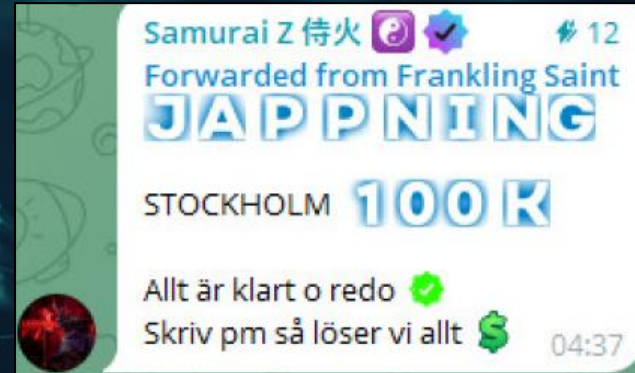 Samurai Z 侍火 ☯️ 12
Forwarded from Frankling Saint
JAPPNING
STOCKHOLM 100K
Allt är klart o redo
Skriv pm så löser vi allt 💲
04:37